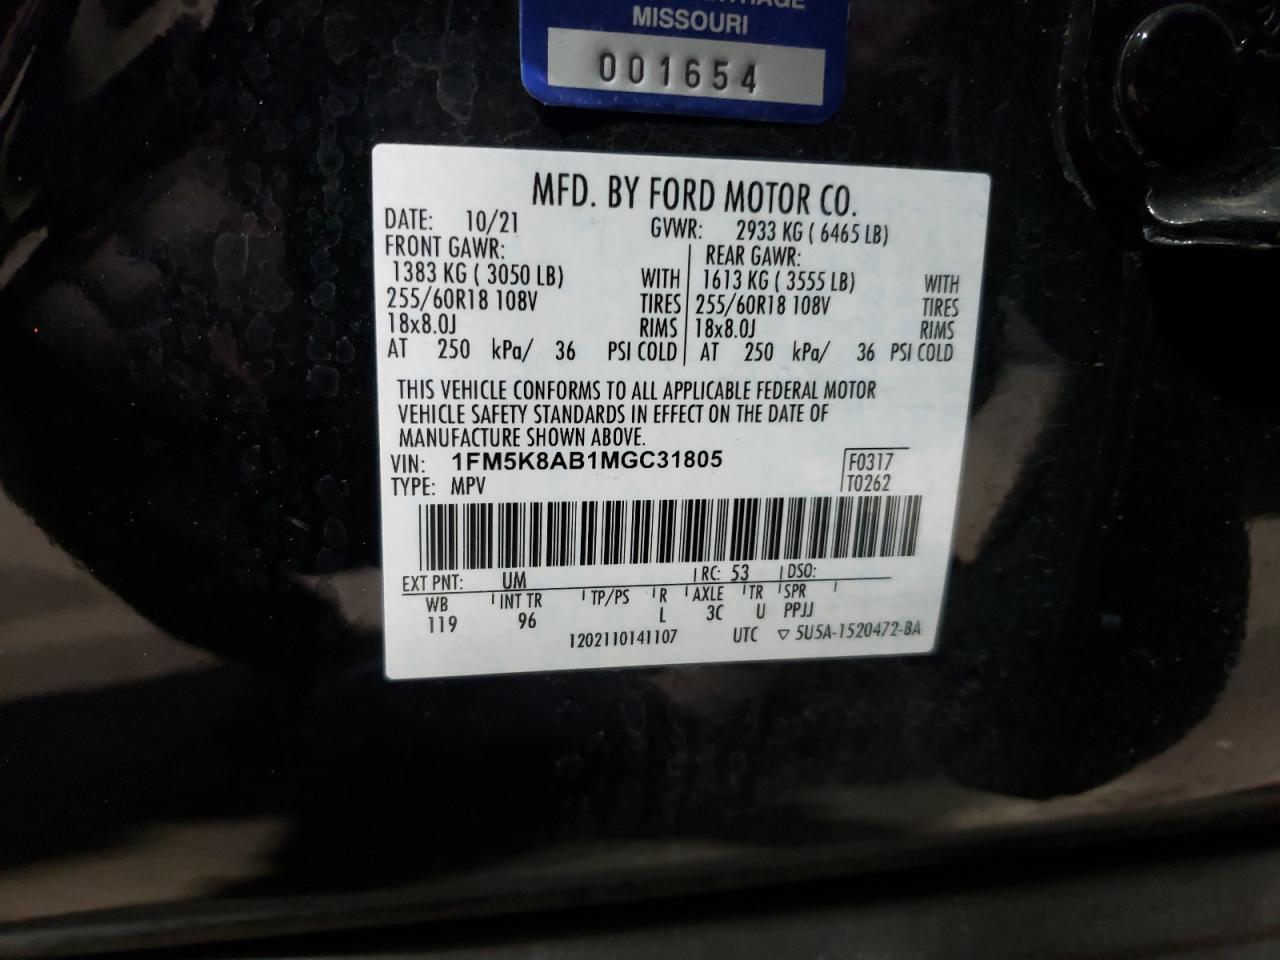 MISSOURI
001654
MFD. BY FORD MOTOR CO.
DATE: 10/21 GVWR: 2933 KG ( 6465 LB)
FRONT GAWR: REAR GAWR:
1383 KG ( 3050 LB) WITH 1613 KG ( 3555 LB) WITH
255/60R18 108V TIRES 255/60R18 108V TIRES
18x8.0J RIMS 18x8.0J RIMS
AT 250 kPa/ 36 PSI COLD AT 250 kPa/ 36 PSI COLD
THIS VEHICLE CONFORMS TO ALL APPLICABLE FEDERAL MOTOR
VEHICLE SAFETY STANDARDS IN EFFECT ON THE DATE OF
MANUFACTURE SHOWN ABOVE.
VIN: 1FM5K8AB1MGC31805 F0317
TYPE: MPV T0262
EXT PNT: UM RC: 53 DSO:
WB INT TR TP/PS R AXLE TR SPR
119 96 L 3C U PPJJ
1202110141107 UTC ▽ 5U5A-1520472-BA